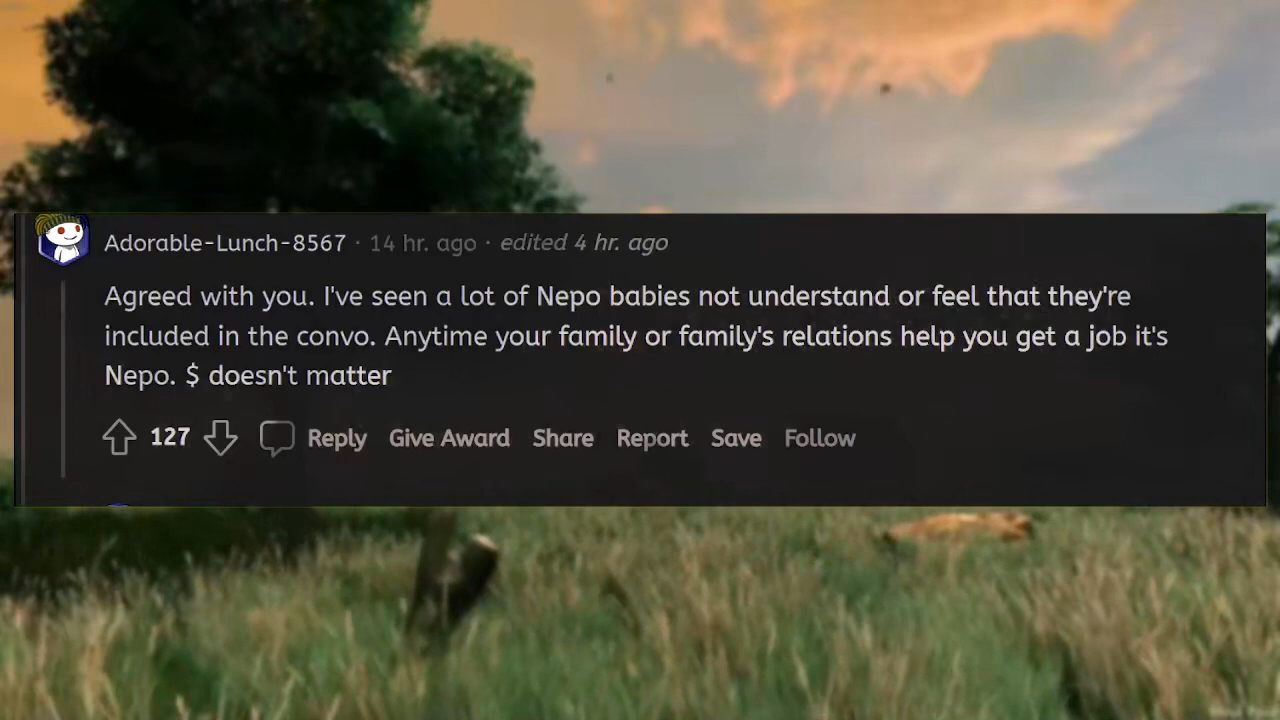 Adorable-Lunch-8567 · 14 hr. ago · edited 4 hr. ago
Agreed with you. I've seen a lot of Nepo babies not understand or feel that they're
included in the convo. Anytime your family or family's relations help you get a job it's
Nepo. $ doesn't matter
127 Reply Give Award Share Report Save Follow